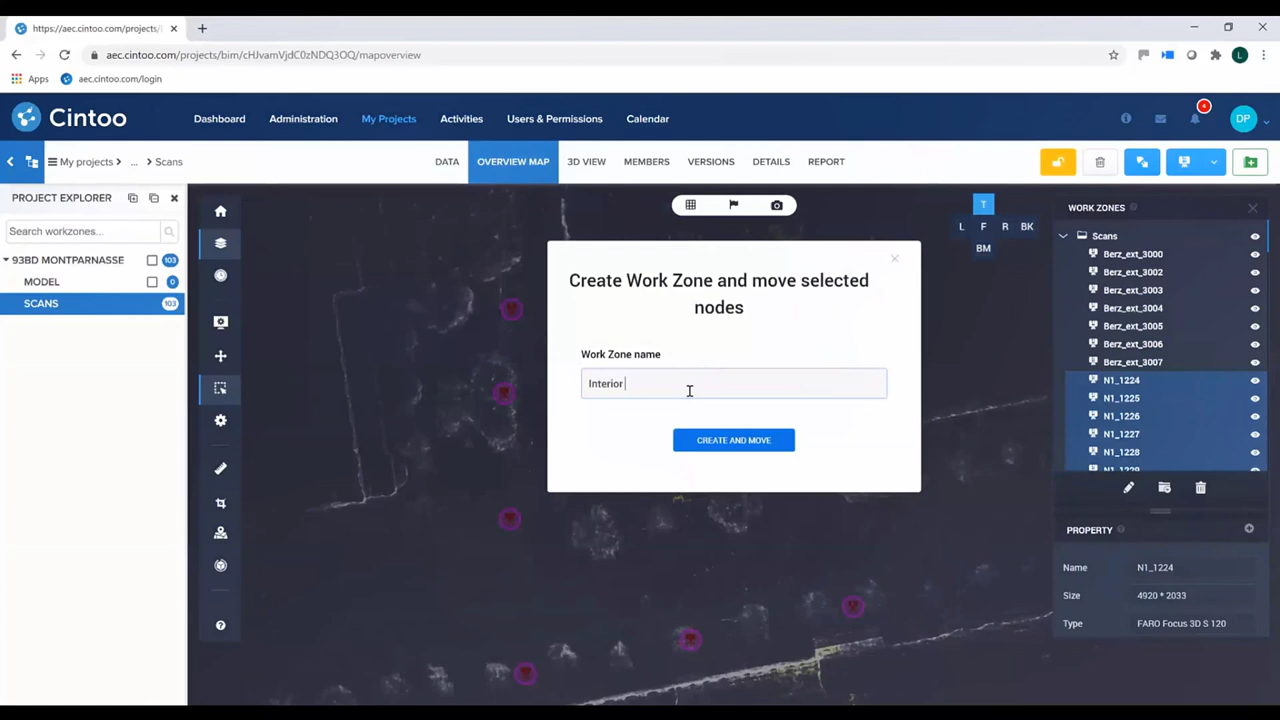 https://aec.cintoo.com/projects/
aec.cintoo.com/projects/bim/cHJvamVjdC0zNDQ3OQ/mapoverview
L
Apps
aec.cintoo.com/login
Cintoo
Dashboard
Administration
My Projects
Activities
Users & Permissions
Calendar
4
DP
My projects
...
Scans
DATA
OVERVIEW MAP
3D VIEW
MEMBERS
VERSIONS
DETAILS
REPORT
PROJECT EXPLORER
Search workzones...
93BD MONTPARNASSE
103
MODEL
0
SCANS
103
T
L F R BK
BM
Create Work Zone and move selected
nodes
Work Zone name
Interior
CREATE AND MOVE
WORK ZONES
Scans
Berz_ext_3000
Berz_ext_3002
Berz_ext_3003
Berz_ext_3004
Berz_ext_3005
Berz_ext_3006
Berz_ext_3007
N1_1224
N1_1225
N1_1226
N1_1227
N1_1228
N1_1229
PROPERTY
Name N1_1224
Size 4920 * 2033
Type FARO Focus 3D S 120